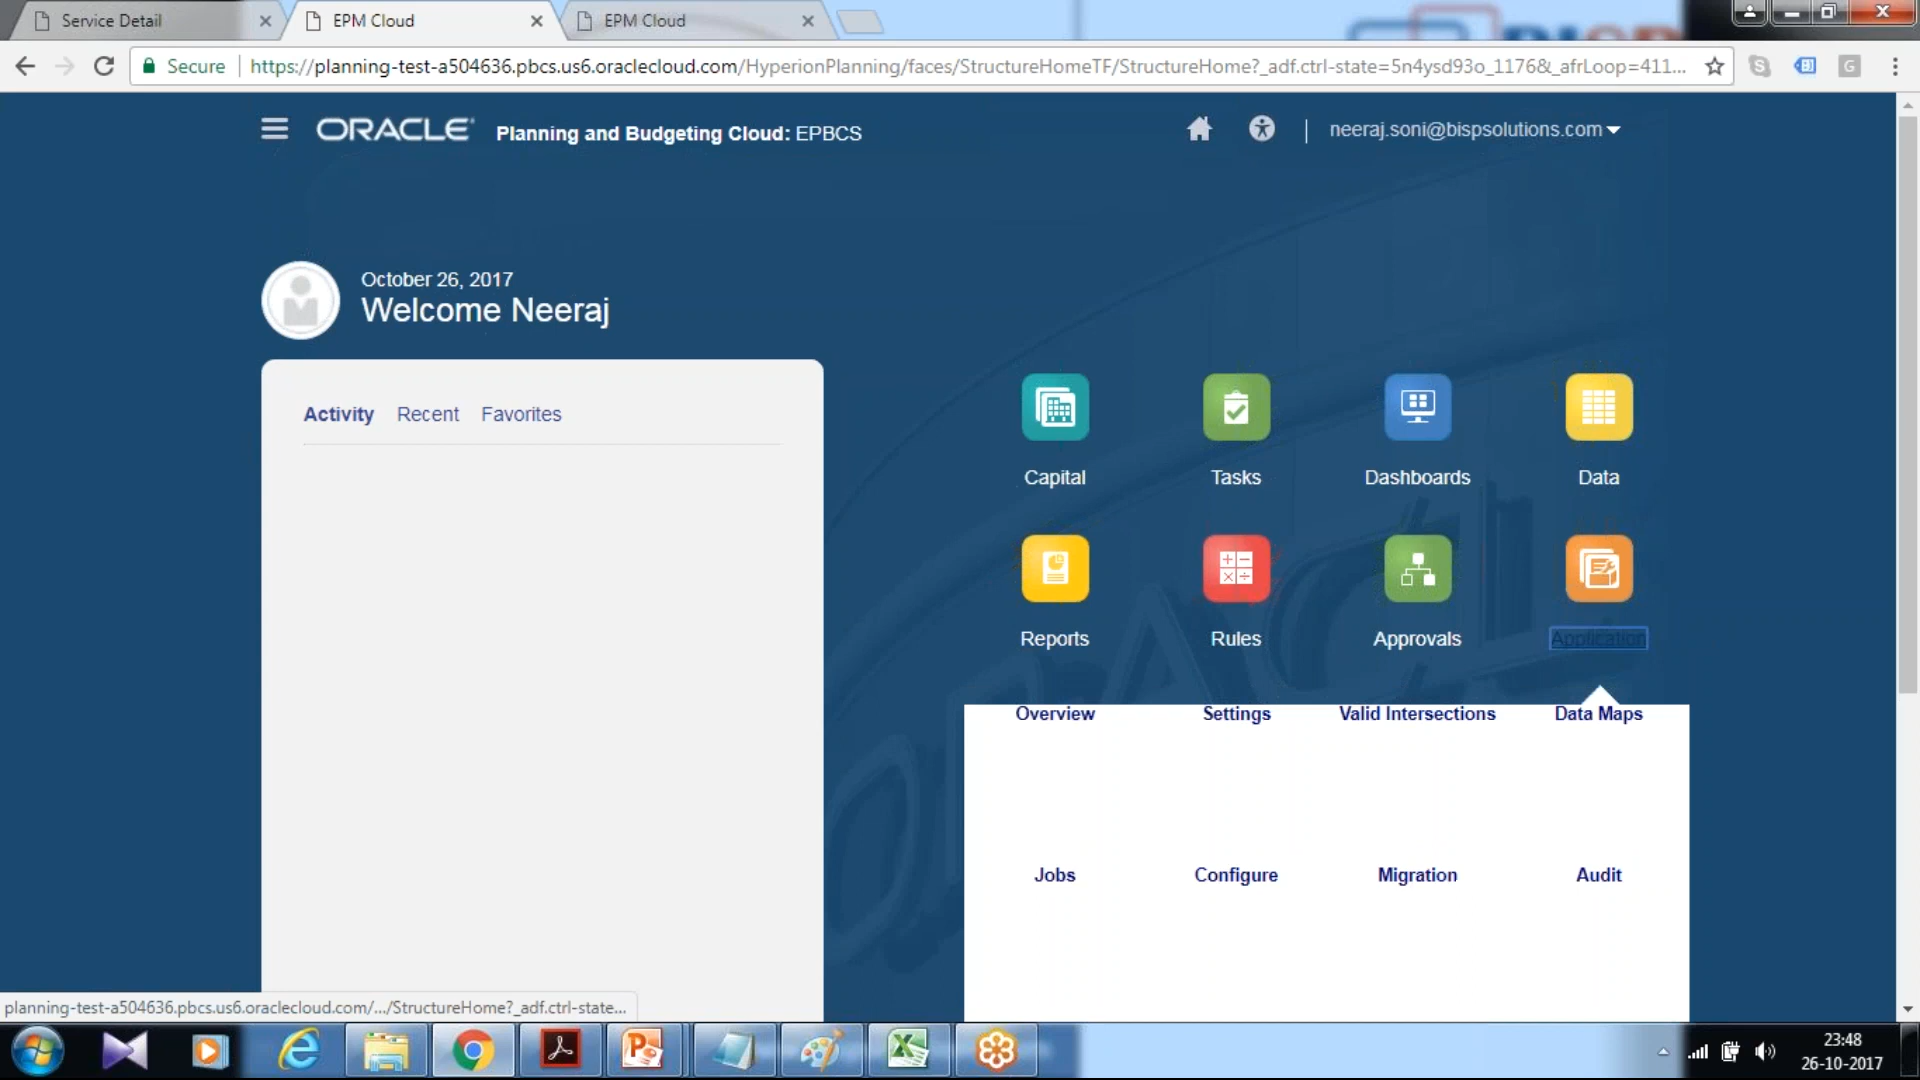 Service Detail
EPM Cloud
EPM Cloud
Secure
https://planning-test-a504636.pbcs.us6.oraclecloud.com/HyperionPlanning/faces/StructureHomeTF/StructureHome?_adf.ctrl-state=5n4ysd93o_1176&_afrLoop=411...
ORACLE Planning and Budgeting Cloud: EPBCS
neeraj.soni@bispsolutions.com
October 26, 2017
Welcome Neeraj
Activity Recent Favorites
Capital Tasks Dashboards Data
Reports Rules Approvals Application
Overview Settings Valid Intersections Data Maps
Jobs Configure Migration Audit
planning-test-a504636.pbcs.us6.oraclecloud.com/.../StructureHome?_adf.ctrl-state...
23:48
26-10-2017